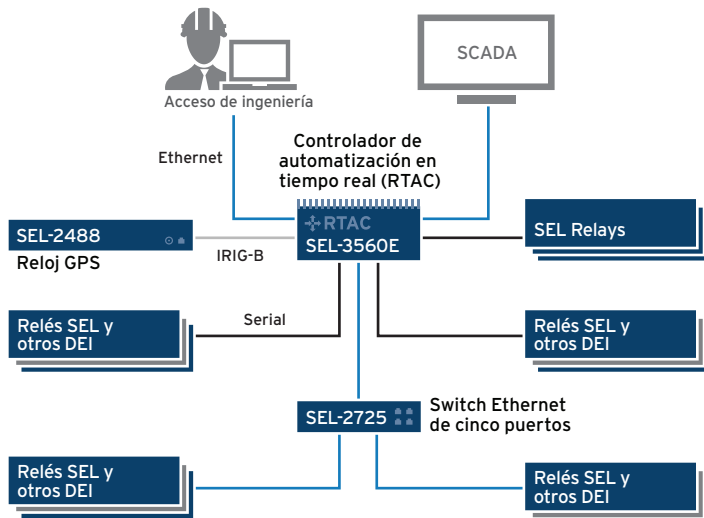 SCADA
Acceso de ingeniería
Ethernet
Controlador de
automatización en
tiempo real (RTAC)
RTAC
SEL-3560E
SEL-2488
Reloj GPS
IRIG-B
SEL Relays
Relés SEL y
otros DEI
Serial
Relés SEL y
otros DEI
SEL-2725
Switch Ethernet
de cinco puertos
Relés SEL y
otros DEI
Relés SEL y
otros DEI